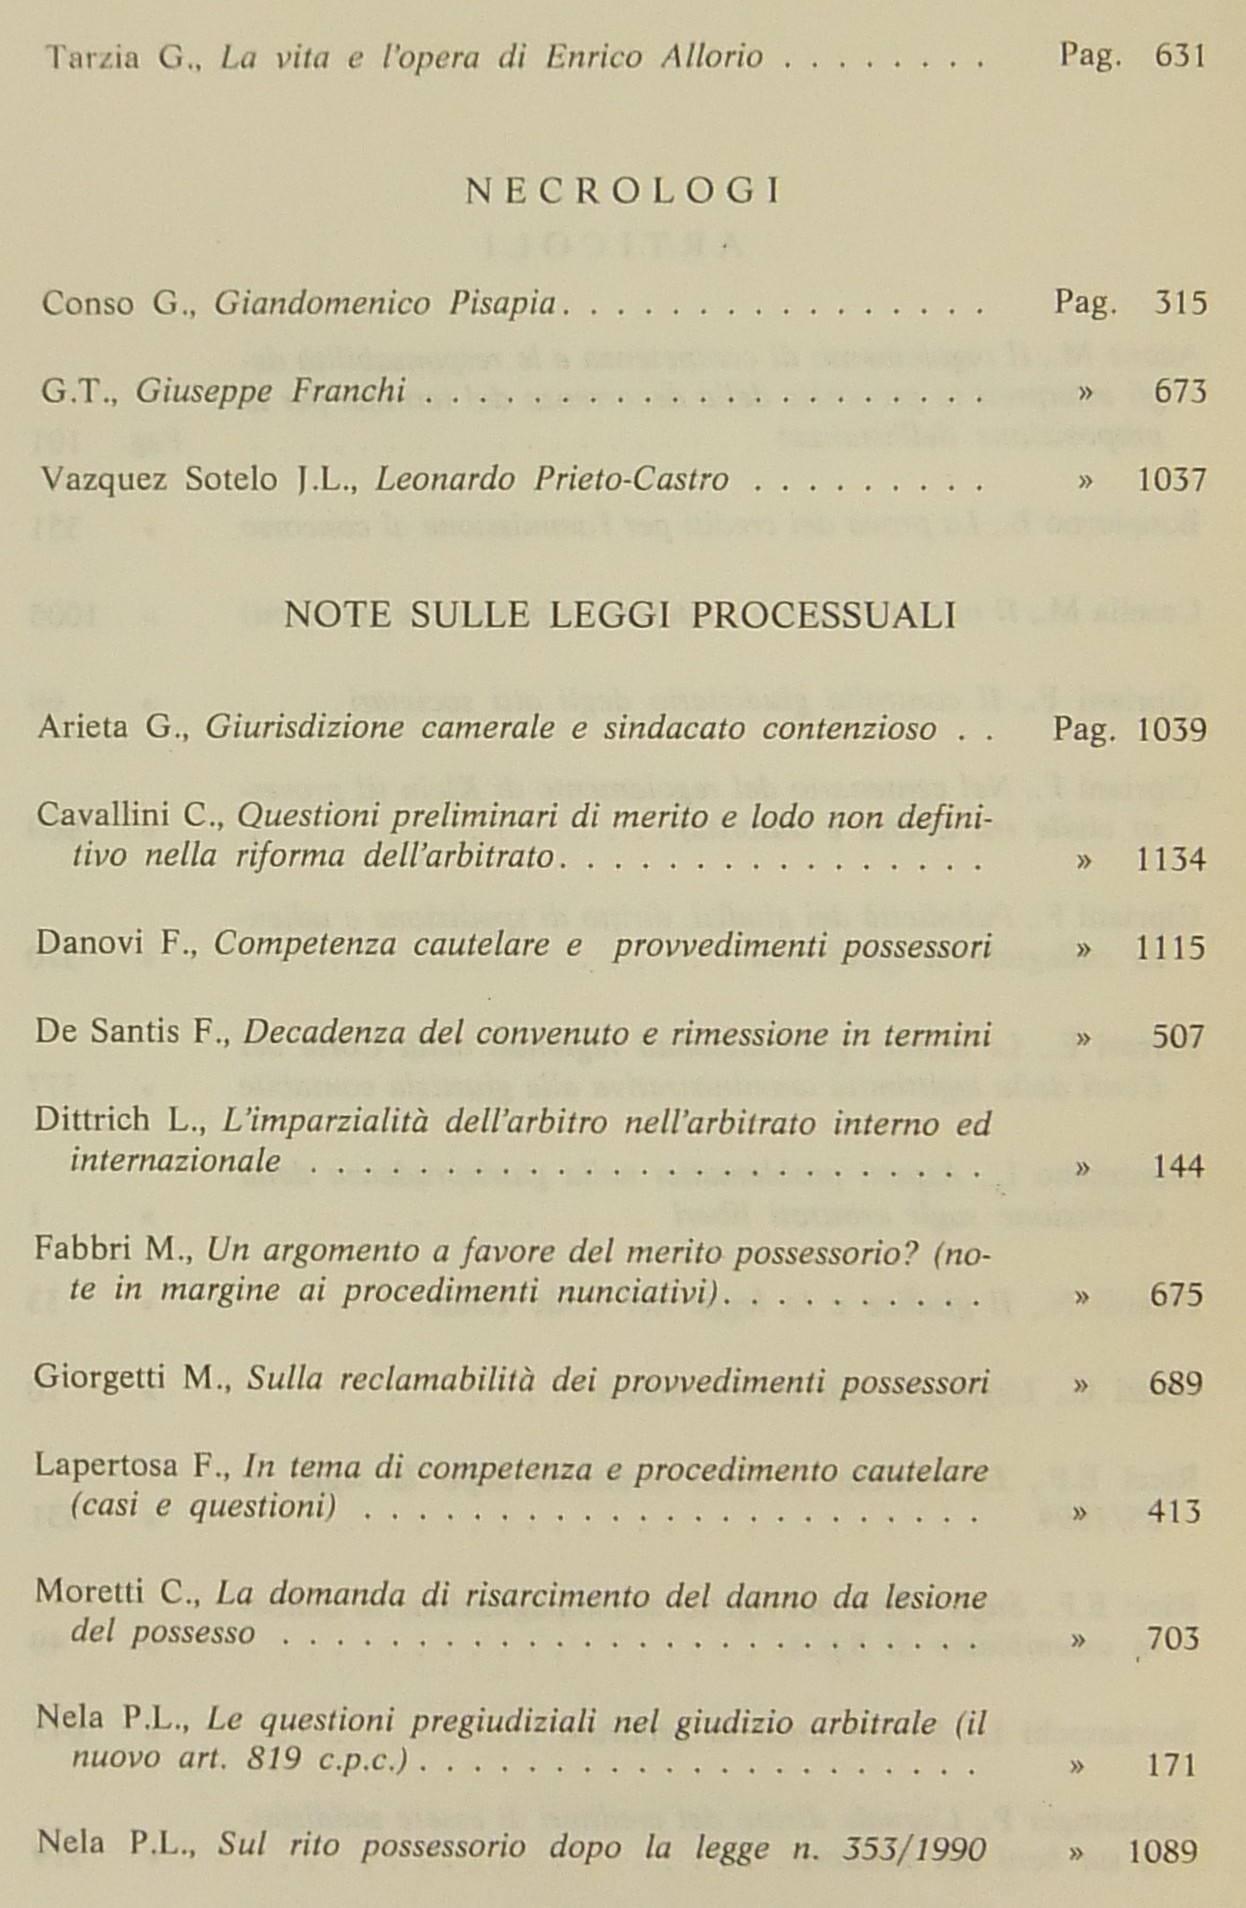 Tarzia G., La vita e l'opera di Enrico Allorio . . . . . . . . Pag. 631
NECROLOGI
Conso G., Giandomenico Pisapia. . . . . . . . . . . . . . . . Pag. 315
G.T., Giuseppe Franchi . . . . . . . . . . . . . . . . . . . . . » 673
Vazquez Sotelo J.L., Leonardo Prieto-Castro . . . . . . . . . » 1037
NOTE SULLE LEGGI PROCESSUALI
Arieta G., Giurisdizione camerale e sindacato contenzioso . . Pag. 1039
Cavallini C., Questioni preliminari di merito e lodo non defini-
tivo nella riforma dell'arbitrato. . . . . . . . . . . . . . . . » 1134
Danovi F., Competenza cautelare e provvedimenti possessori » 1115
De Santis F., Decadenza del convenuto e rimessione in termini » 507
Dittrich L., L'imparzialità dell'arbitro nell'arbitrato interno ed
internazionale . . . . . . . . . . . . . . . . . . . . . . . . . » 144
Fabbri M., Un argomento a favore del merito possessorio? (no-
te in margine ai procedimenti nunciativi). . . . . . . . . . » 675
Giorgetti M., Sulla reclamabilità dei provvedimenti possessori » 689
Lapertosa F., In tema di competenza e procedimento cautelare
(casi e questioni) . . . . . . . . . . . . . . . . . . . . . . . » 413
Moretti C., La domanda di risarcimento del danno da lesione
del possesso . . . . . . . . . . . . . . . . . . . . . . . . . . » 703
Nela P.L., Le questioni pregiudiziali nel giudizio arbitrale (il
nuovo art. 819 c.p.c.) . . . . . . . . . . . . . . . . . . . . . » 171
Nela P.L., Sul rito possessorio dopo la legge n. 353/1990 » 1089